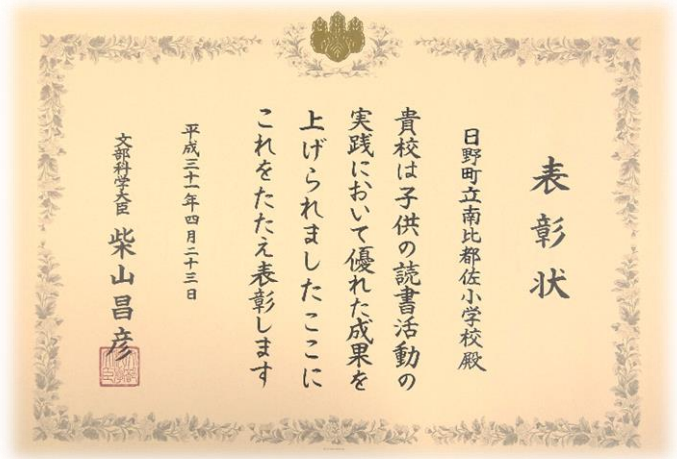 表彰状
日野町立南比都佐小学校殿
貴校は子供の読書活動の
実践において優れた成果を
上げられましたここに
これをたたえ表彰します
平成三十一年四月二十三日
文部科学大臣 柴山昌彦